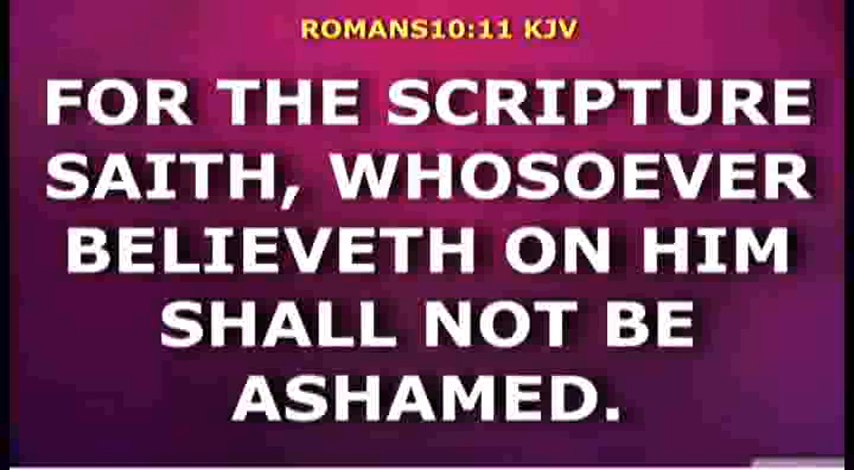 ROMANS10:11 KJV
FOR THE SCRIPTURE
SAITH, WHOSOEVER
BELIEVETH ON HIM
SHALL NOT BE
ASHAMED.